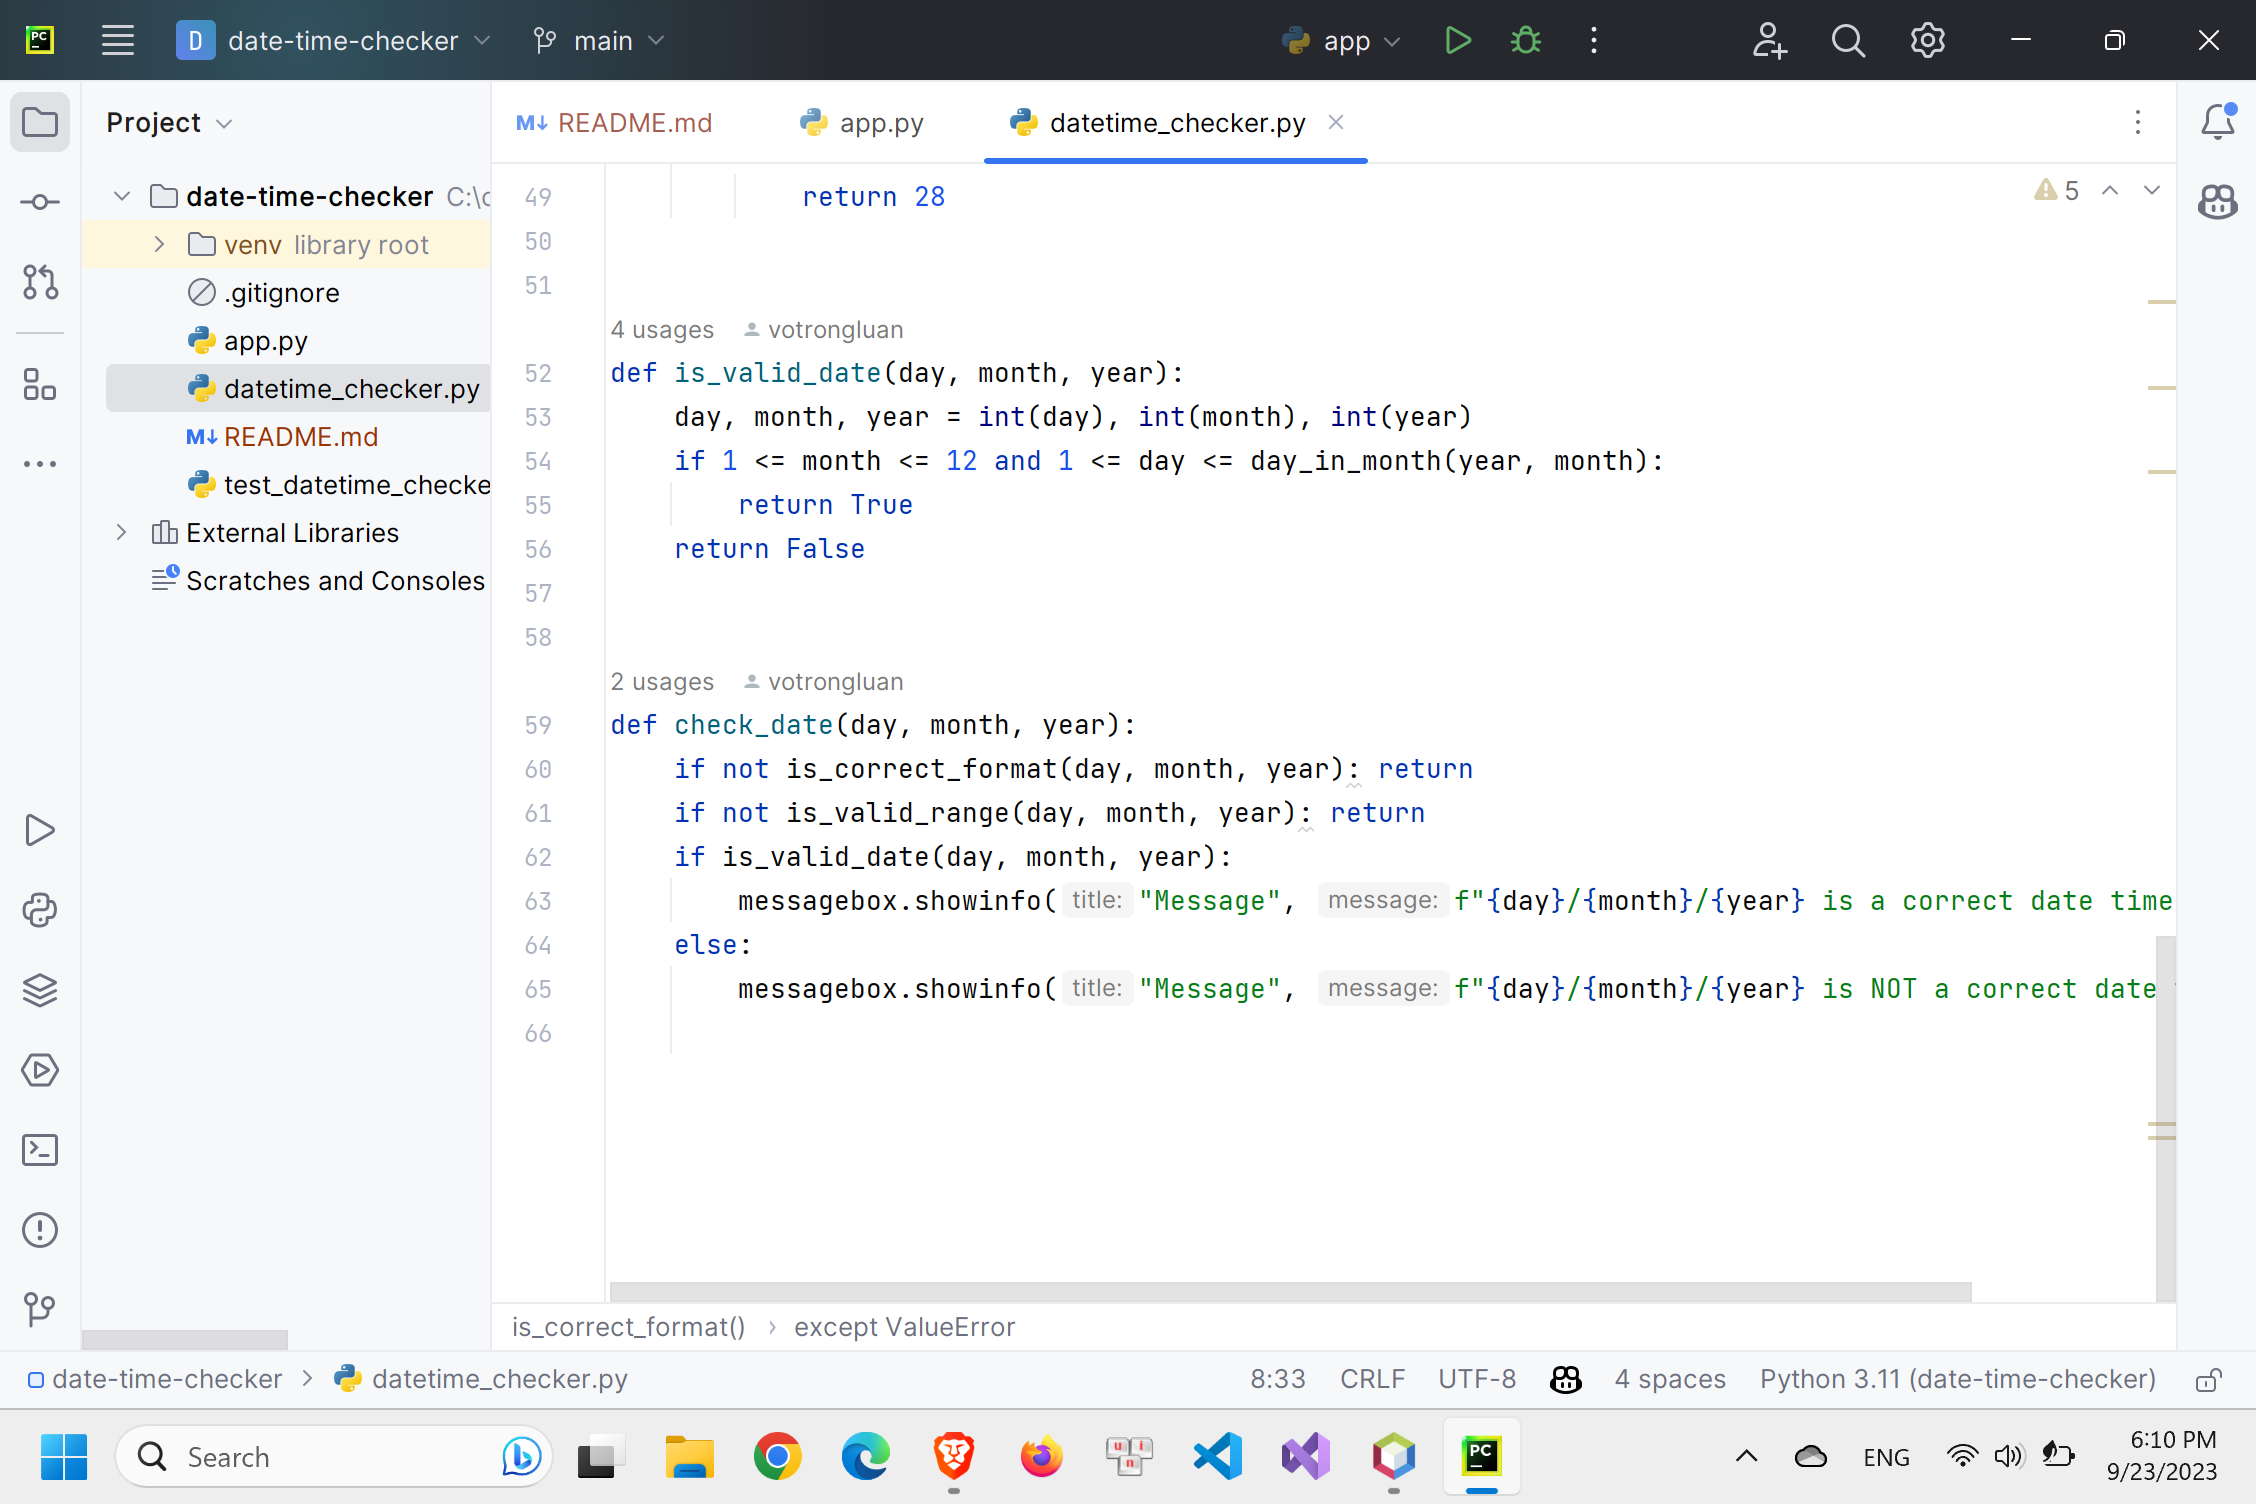 PC
D date-time-checker main app
Project
README.md app.py datetime_checker.py
date-time-checker C:\
venv library root
.gitignore
app.py
datetime_checker.py
README.md
test_datetime_checke
External Libraries
Scratches and Consoles
5
49 return 28
50
51
4 usages votrongluan
52 def is_valid_date(day, month, year):
53 day, month, year = int(day), int(month), int(year)
54 if 1 <= month <= 12 and 1 <= day <= day_in_month(year, month):
55 return True
56 return False
57
58
2 usages votrongluan
59 def check_date(day, month, year):
60 if not is_correct_format(day, month, year): return
61 if not is_valid_range(day, month, year): return
62 if is_valid_date(day, month, year):
63 messagebox.showinfo( title: "Message", message: f"{day}/{month}/{year} is a correct date time
64 else:
65 messagebox.showinfo( title: "Message", message: f"{day}/{month}/{year} is NOT a correct date
66
is_correct_format() › except ValueError
date-time-checker > datetime_checker.py 8:33 CRLF UTF-8 4 spaces Python 3.11 (date-time-checker)
Search ENG 6:10 PM
9/23/2023